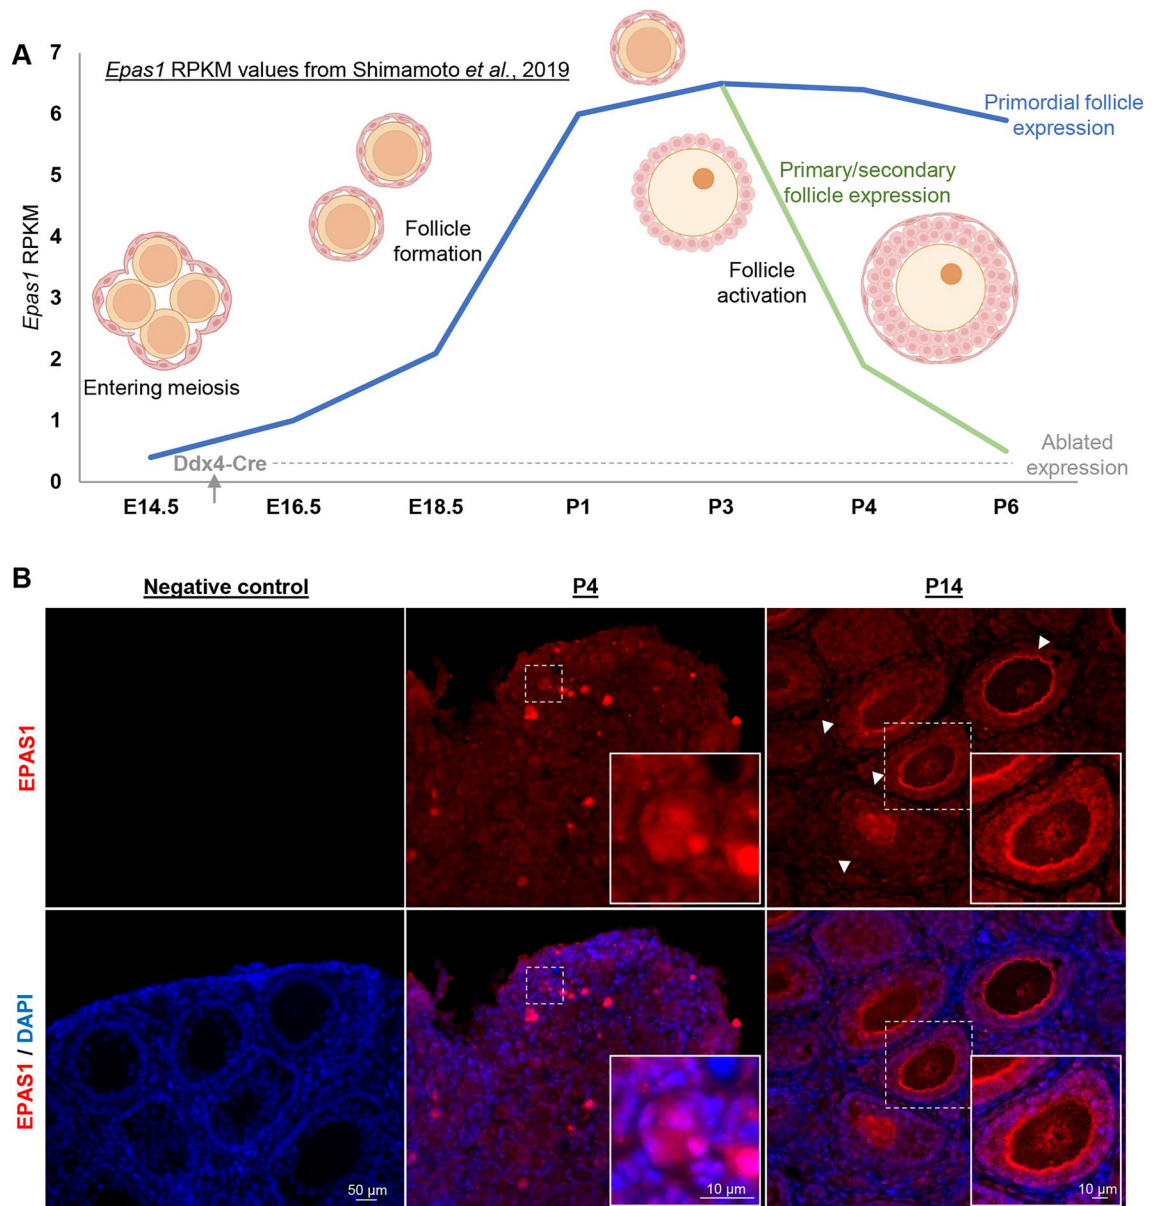 A
Epas1 RPKM values from Shimamoto et al., 2019
Epas1 RPKM
7
6
5
4
3
2
1
0
Primordial follicle
expression
Primary/secondary
follicle expression
Follicle
formation
Follicle
activation
Entering meiosis
Ddx4-Cre
Ablated
expression
E14.5 E16.5 E18.5 P1 P3 P4 P6
B
Negative control P4 P14
EPAS1
EPAS1 / DAPI
50 µm
10 µm
10 µm